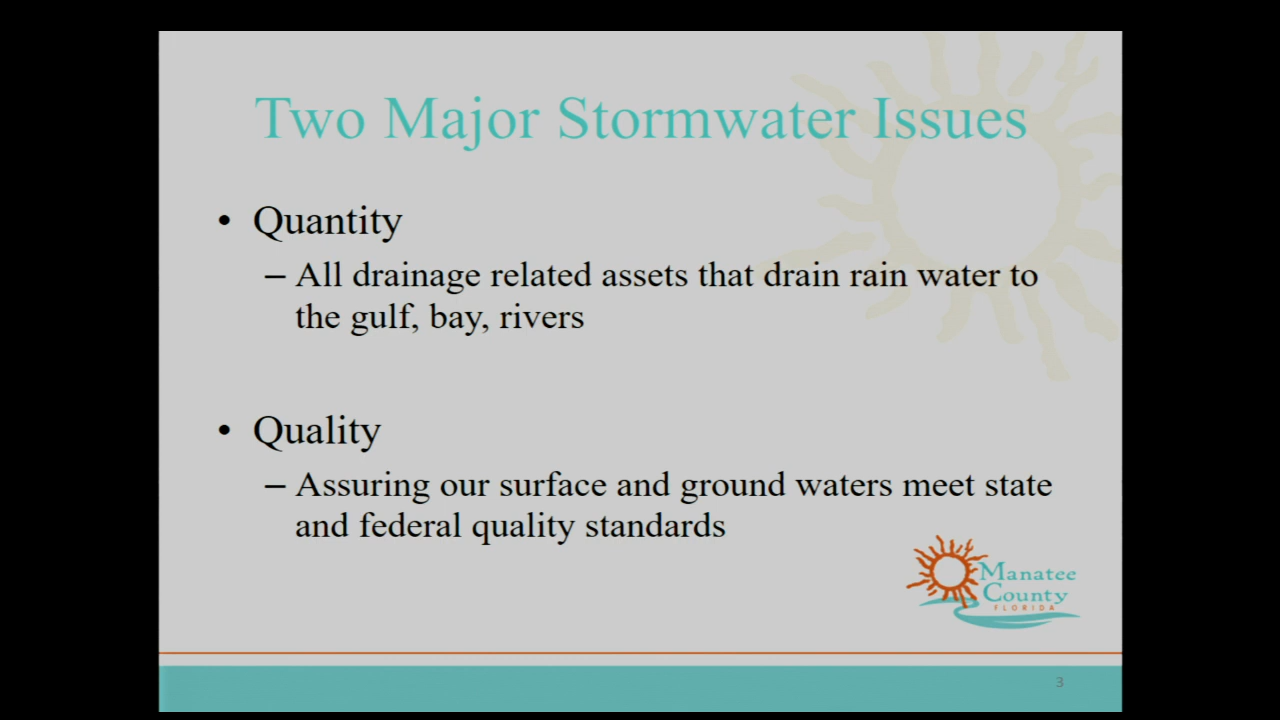 Two Major Stormwater Issues
• Quantity
– All drainage related assets that drain rain water to
the gulf, bay, rivers
• Quality
– Assuring our surface and ground waters meet state
and federal quality standards
Manatee
County
FLORIDA
3